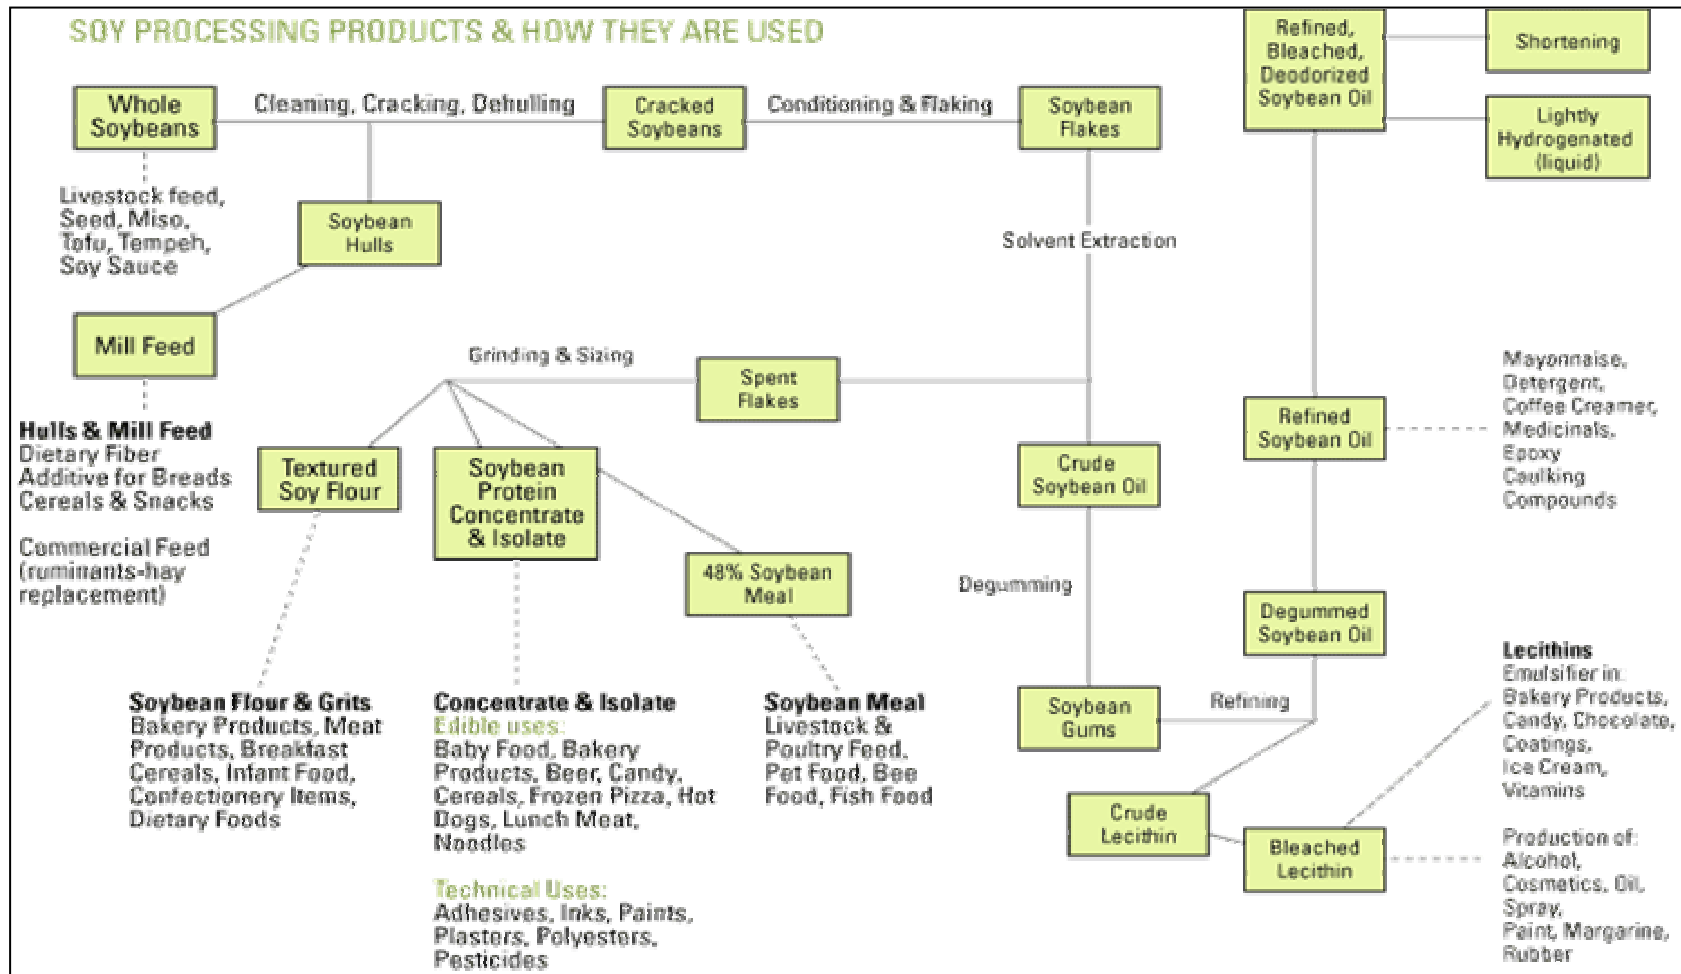 SOY PROCESSING PRODUCTS & HOW THEY ARE USED
Whole
Soybeans
Cleaning, Cracking, Dehulling
Cracked
Soybeans
Conditioning & Flaking
Soybean
Flakes
Refined,
Bleached,
Deodorized
Soybean Oil
Shortening
Lightly
Hydrogenated
(liquid)
Livestock feed,
Seed, Miso,
Tofu, Tempeh,
Soy Sauce
Soybean
Hulls
Solvent Extraction
Mill Feed
Grinding & Sizing
Spent
Flakes
Hulls & Mill Feed
Dietary Fiber
Additive for Breads
Cereals & Snacks
Commercial Feed
(ruminants-hay
replacement)
Textured
Soy Flour
Soybean
Protein
Concentrate
& Isolate
48% Soybean
Meal
Crude
Soybean Oil
Refined
Soybean Oil
Mayonnaise,
Detergent,
Coffee Creamer,
Medicinals,
Epoxy
Caulking
Compounds
Degumming
Degummed
Soybean Oil
Soybean Flour & Grits
Bakery Products, Meat
Products, Breakfast
Cereals, Infant Food,
Confectionery Items,
Dietary Foods
Concentrate & Isolate
Edible uses:
Baby Food, Bakery
Products, Beer, Candy,
Cereals, Frozen Pizza, Hot
Dogs, Lunch Meat,
Noodles
Technical Uses:
Adhesives, Inks, Paints,
Plasters, Polyesters,
Pesticides
Soybean Meal
Livestock &
Poultry Feed,
Pet Food, Bee
Food, Fish Food
Soybean
Gums
Refining
Crude
Lecithin
Bleached
Lecithin
Lecithins
Emulsifier in:
Bakery Products,
Candy, Chocolate,
Coatings,
Ice Cream,
Vitamins
Production of:
Alcohol,
Cosmetics, Oil,
Spray,
Paint, Margarine,
Rubber